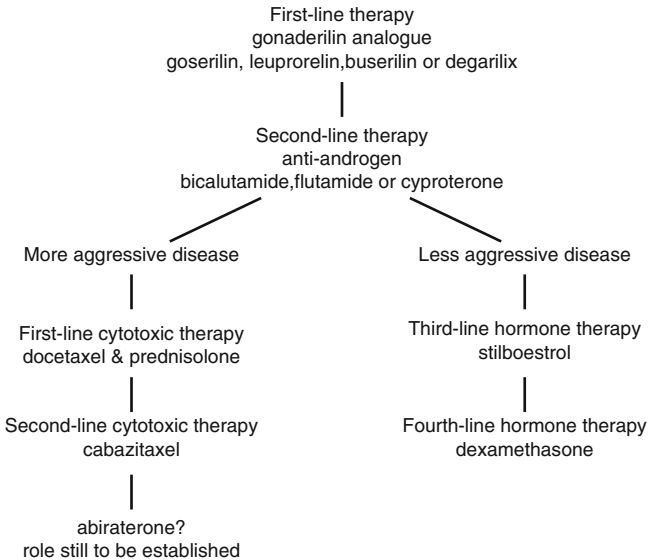 First-line therapy
gonaderilin analogue
goserilin, leuprorelin,buserilin or degarilix
Second-line therapy
anti-androgen
bicalutamide,flutamide or cyproterone
More aggressive disease
Less aggressive disease
First-line cytotoxic therapy
docetaxel & prednisolone
Third-line hormone therapy
stilboestrol
Second-line cytotoxic therapy
cabazitaxel
Fourth-line hormone therapy
dexamethasone
abiraterone?
role still to be established